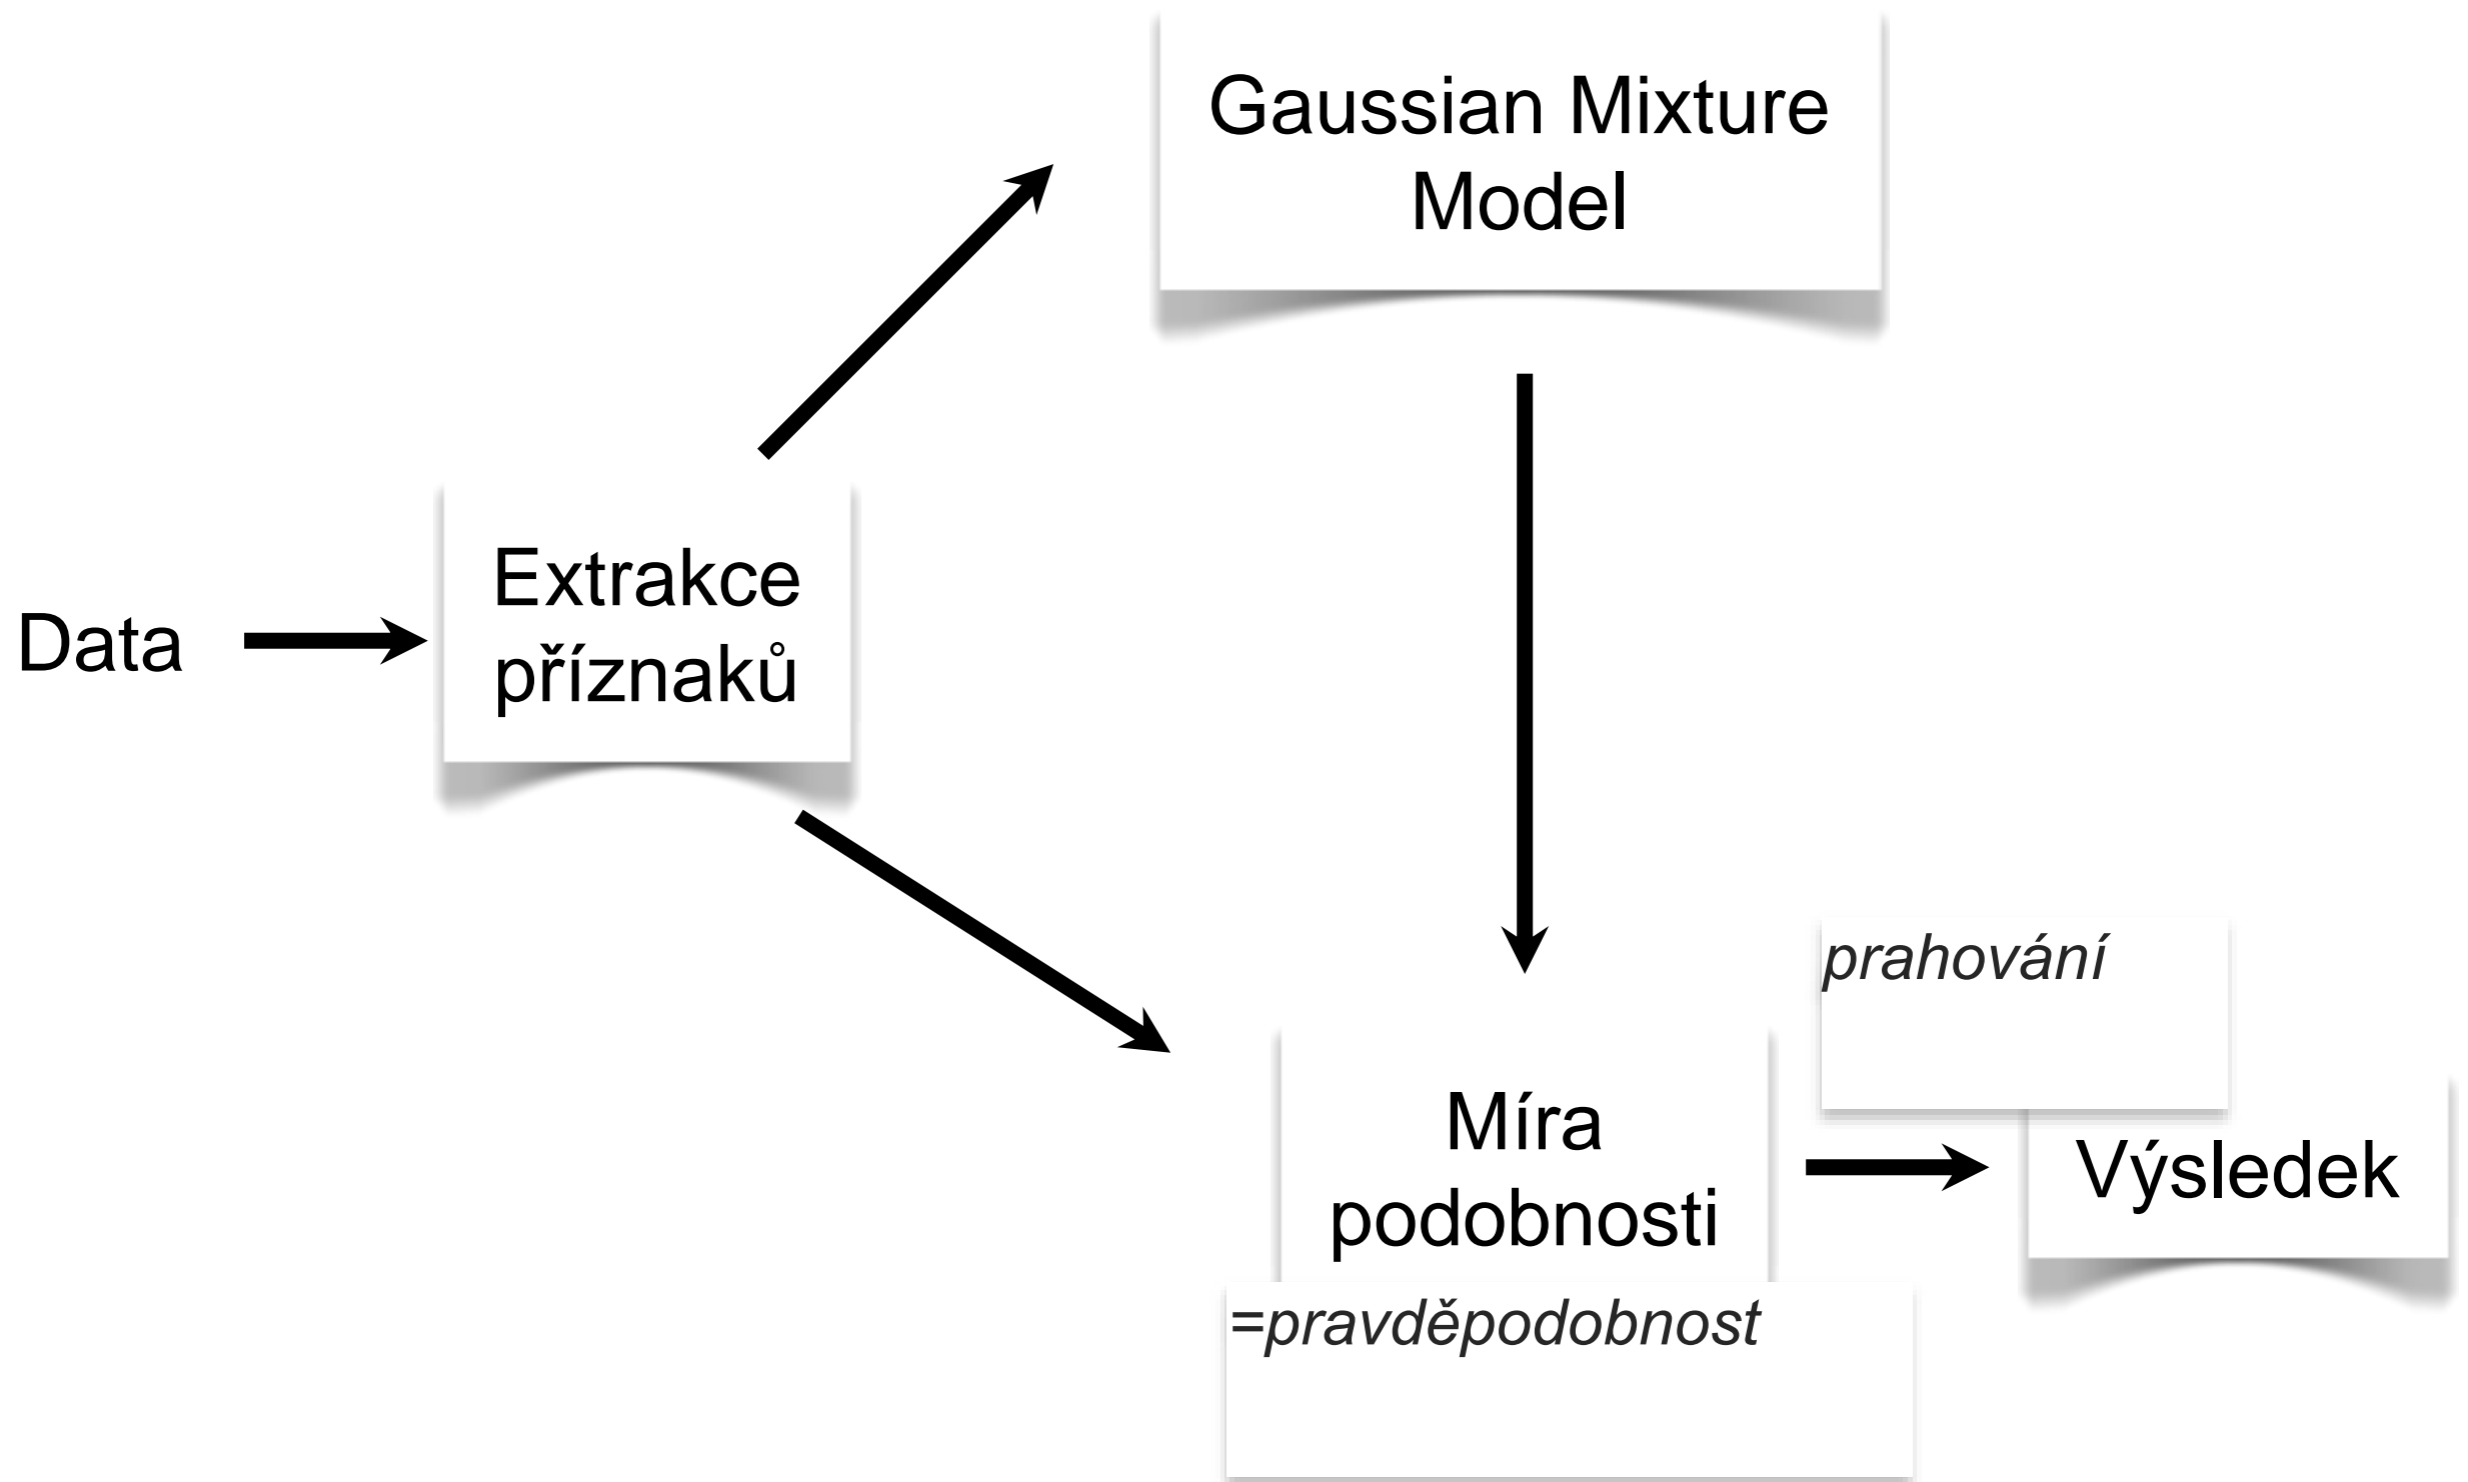 Gaussian Mixture
Model
Extrakce
příznaků
Data
prahování
Míra
podobnosti
=pravděpodobnost
Výsledek